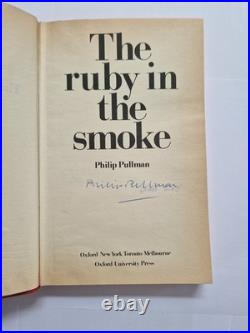 The
ruby in
the
smoke
Philip Pullman
Philip Pullman
Oxford New York Toronto Melbourne
Oxford University Press